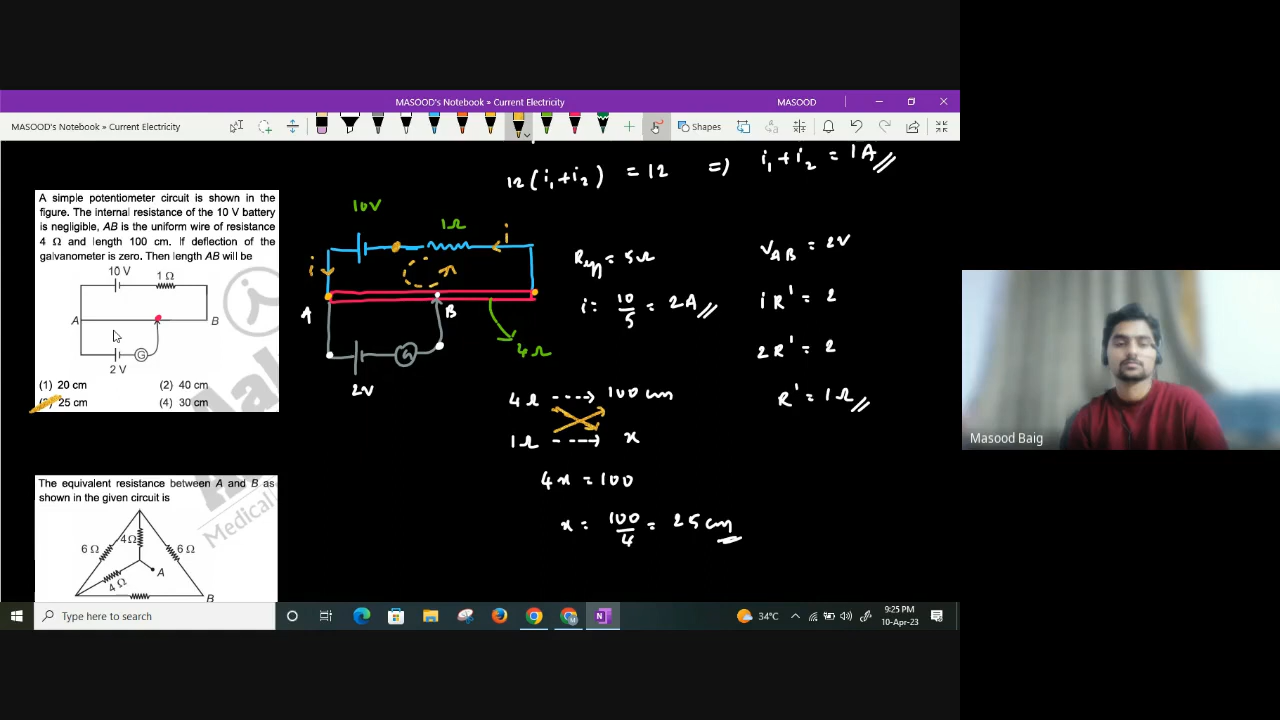 MASOOD's Notebook » Current Electricity
MASOOD
MASOOD's Notebook » Current Electricity
Shapes
12(i₁+i₂) = 12 => i₁+i₂ = 1A
A simple potentiometer circuit is shown in the
figure. The internal resistance of the 10 V battery
is negligible, AB is the uniform wire of resistance
4 Ω and length 100 cm. If deflection of the
galvanometer is zero. Then length AB will be
10 V
1 Ω
A
B
G
2 V
(1) 20 cm
(2) 40 cm
25 cm
(4) 30 cm
10V
1Ω
i
i
A
B
4Ω
G
2V
Req = 5Ω
i = 10/5 = 2A
V_AB = 2V
iR' = 2
2R' = 2
R' = 1Ω
4Ω ---> 100 cm
1Ω ---> x
4x = 100
x = 100/4 = 25 cm
The equivalent resistance between A and B as
shown in the given circuit is
6 Ω
4Ω
6 Ω
4 Ω
A
B
Medical
Masood Baig
Type here to search
34°C
9:25 PM
10-Apr-23